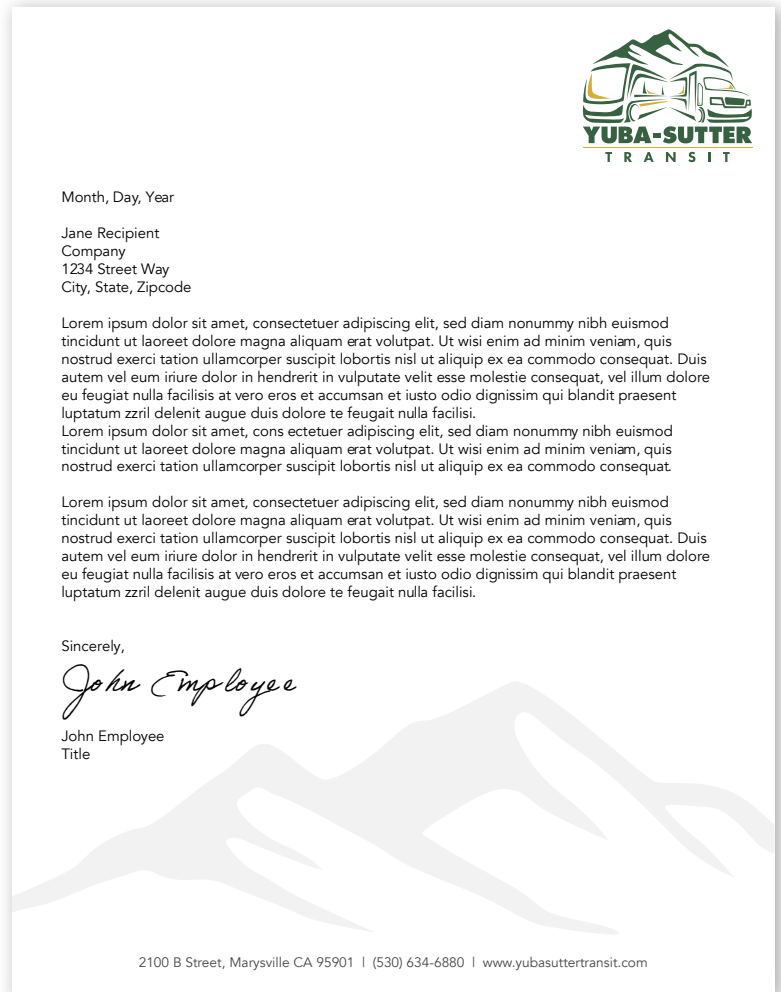 YUBA-SUTTER
TRANSIT
Month, Day, Year
Jane Recipient
Company
1234 Street Way
City, State, Zipcode
Lorem ipsum dolor sit amet, consectetuer adipiscing elit, sed diam nonummy nibh euismod
tincidunt ut laoreet dolore magna aliquam erat volutpat. Ut wisi enim ad minim veniam, quis
nostrud exerci tation ullamcorper suscipit lobortis nisl ut aliquip ex ea commodo consequat. Duis
autem vel eum iriure dolor in hendrerit in vulputate velit esse molestie consequat, vel illum dolore
eu feugiat nulla facilisis at vero eros et accumsan et iusto odio dignissim qui blandit praesent
luptatum zzril delenit augue duis dolore te feugait nulla facilisi.
Lorem ipsum dolor sit amet, cons ectetuer adipiscing elit, sed diam nonummy nibh euismod
tincidunt ut laoreet dolore magna aliquam erat volutpat. Ut wisi enim ad minim veniam, quis
nostrud exerci tation ullamcorper suscipit lobortis nisl ut aliquip ex ea commodo consequat.
Lorem ipsum dolor sit amet, consectetuer adipiscing elit, sed diam nonummy nibh euismod
tincidunt ut laoreet dolore magna aliquam erat volutpat. Ut wisi enim ad minim veniam, quis
nostrud exerci tation ullamcorper suscipit lobortis nisl ut aliquip ex ea commodo consequat. Duis
autem vel eum iriure dolor in hendrerit in vulputate velit esse molestie consequat, vel illum dolore
eu feugiat nulla facilisis at vero eros et accumsan et iusto odio dignissim qui blandit praesent
luptatum zzril delenit augue duis dolore te feugait nulla facilisi.
Sincerely,
John Employee
John Employee
Title
2100 B Street, Marysville CA 95901 | (530) 634-6880 | www.yubasuttertransit.com